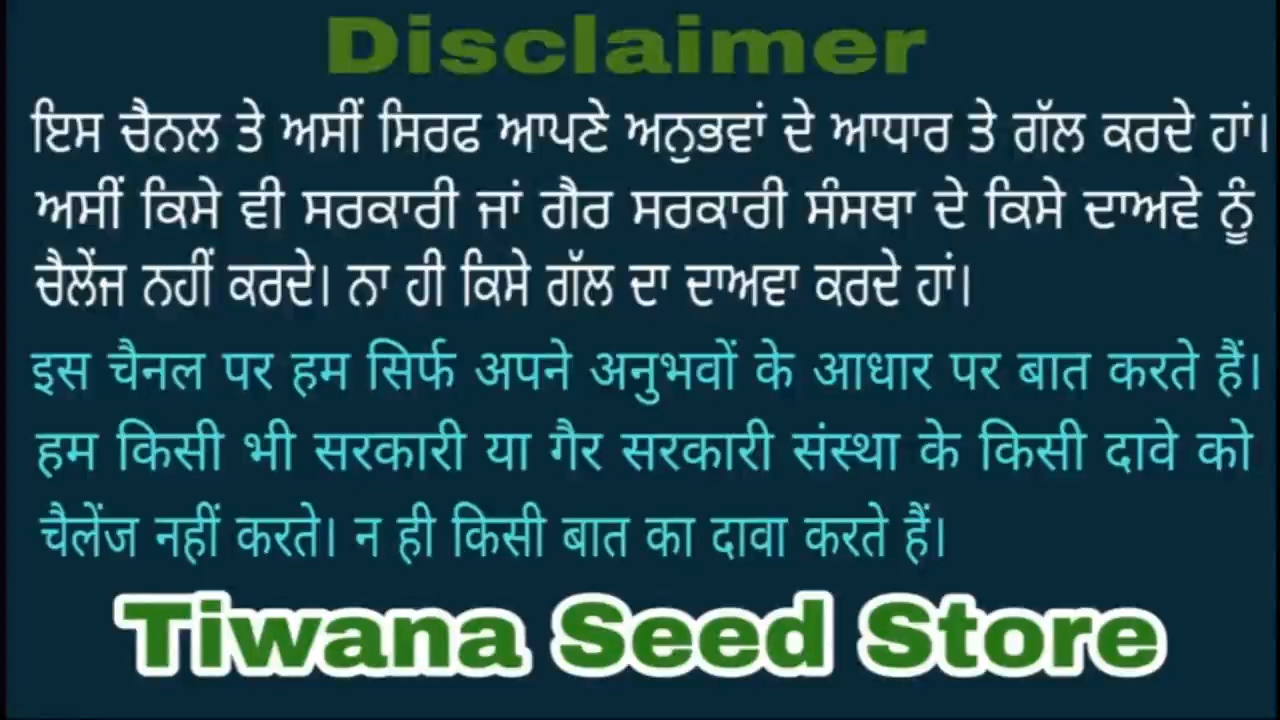 Disclaimer
ਇਸ ਚੈਨਲ ਤੇ ਅਸੀਂ ਸਿਰਫ ਆਪਣੇ ਅਨੁਭਵਾਂ ਦੇ ਆਧਾਰ ਤੇ ਗੱਲ ਕਰਦੇ ਹਾਂ।
ਅਸੀਂ ਕਿਸੇ ਵੀ ਸਰਕਾਰੀ ਜਾਂ ਗੈਰ ਸਰਕਾਰੀ ਸੰਸਥਾ ਦੇ ਕਿਸੇ ਦਾਅਵੇ ਨੂੰ
ਚੈਲੇਂਜ ਨਹੀਂ ਕਰਦੇ। ਨਾ ਹੀ ਕਿਸੇ ਗੱਲ ਦਾ ਦਾਅਵਾ ਕਰਦੇ ਹਾਂ।
इस चैनल पर हम सिर्फ अपने अनुभवों के आधार पर बात करते हैं।
हम किसी भी सरकारी या गैर सरकारी संस्था के किसी दावे को
चैलेंज नहीं करते। न ही किसी बात का दावा करते हैं।
Tiwana Seed Store